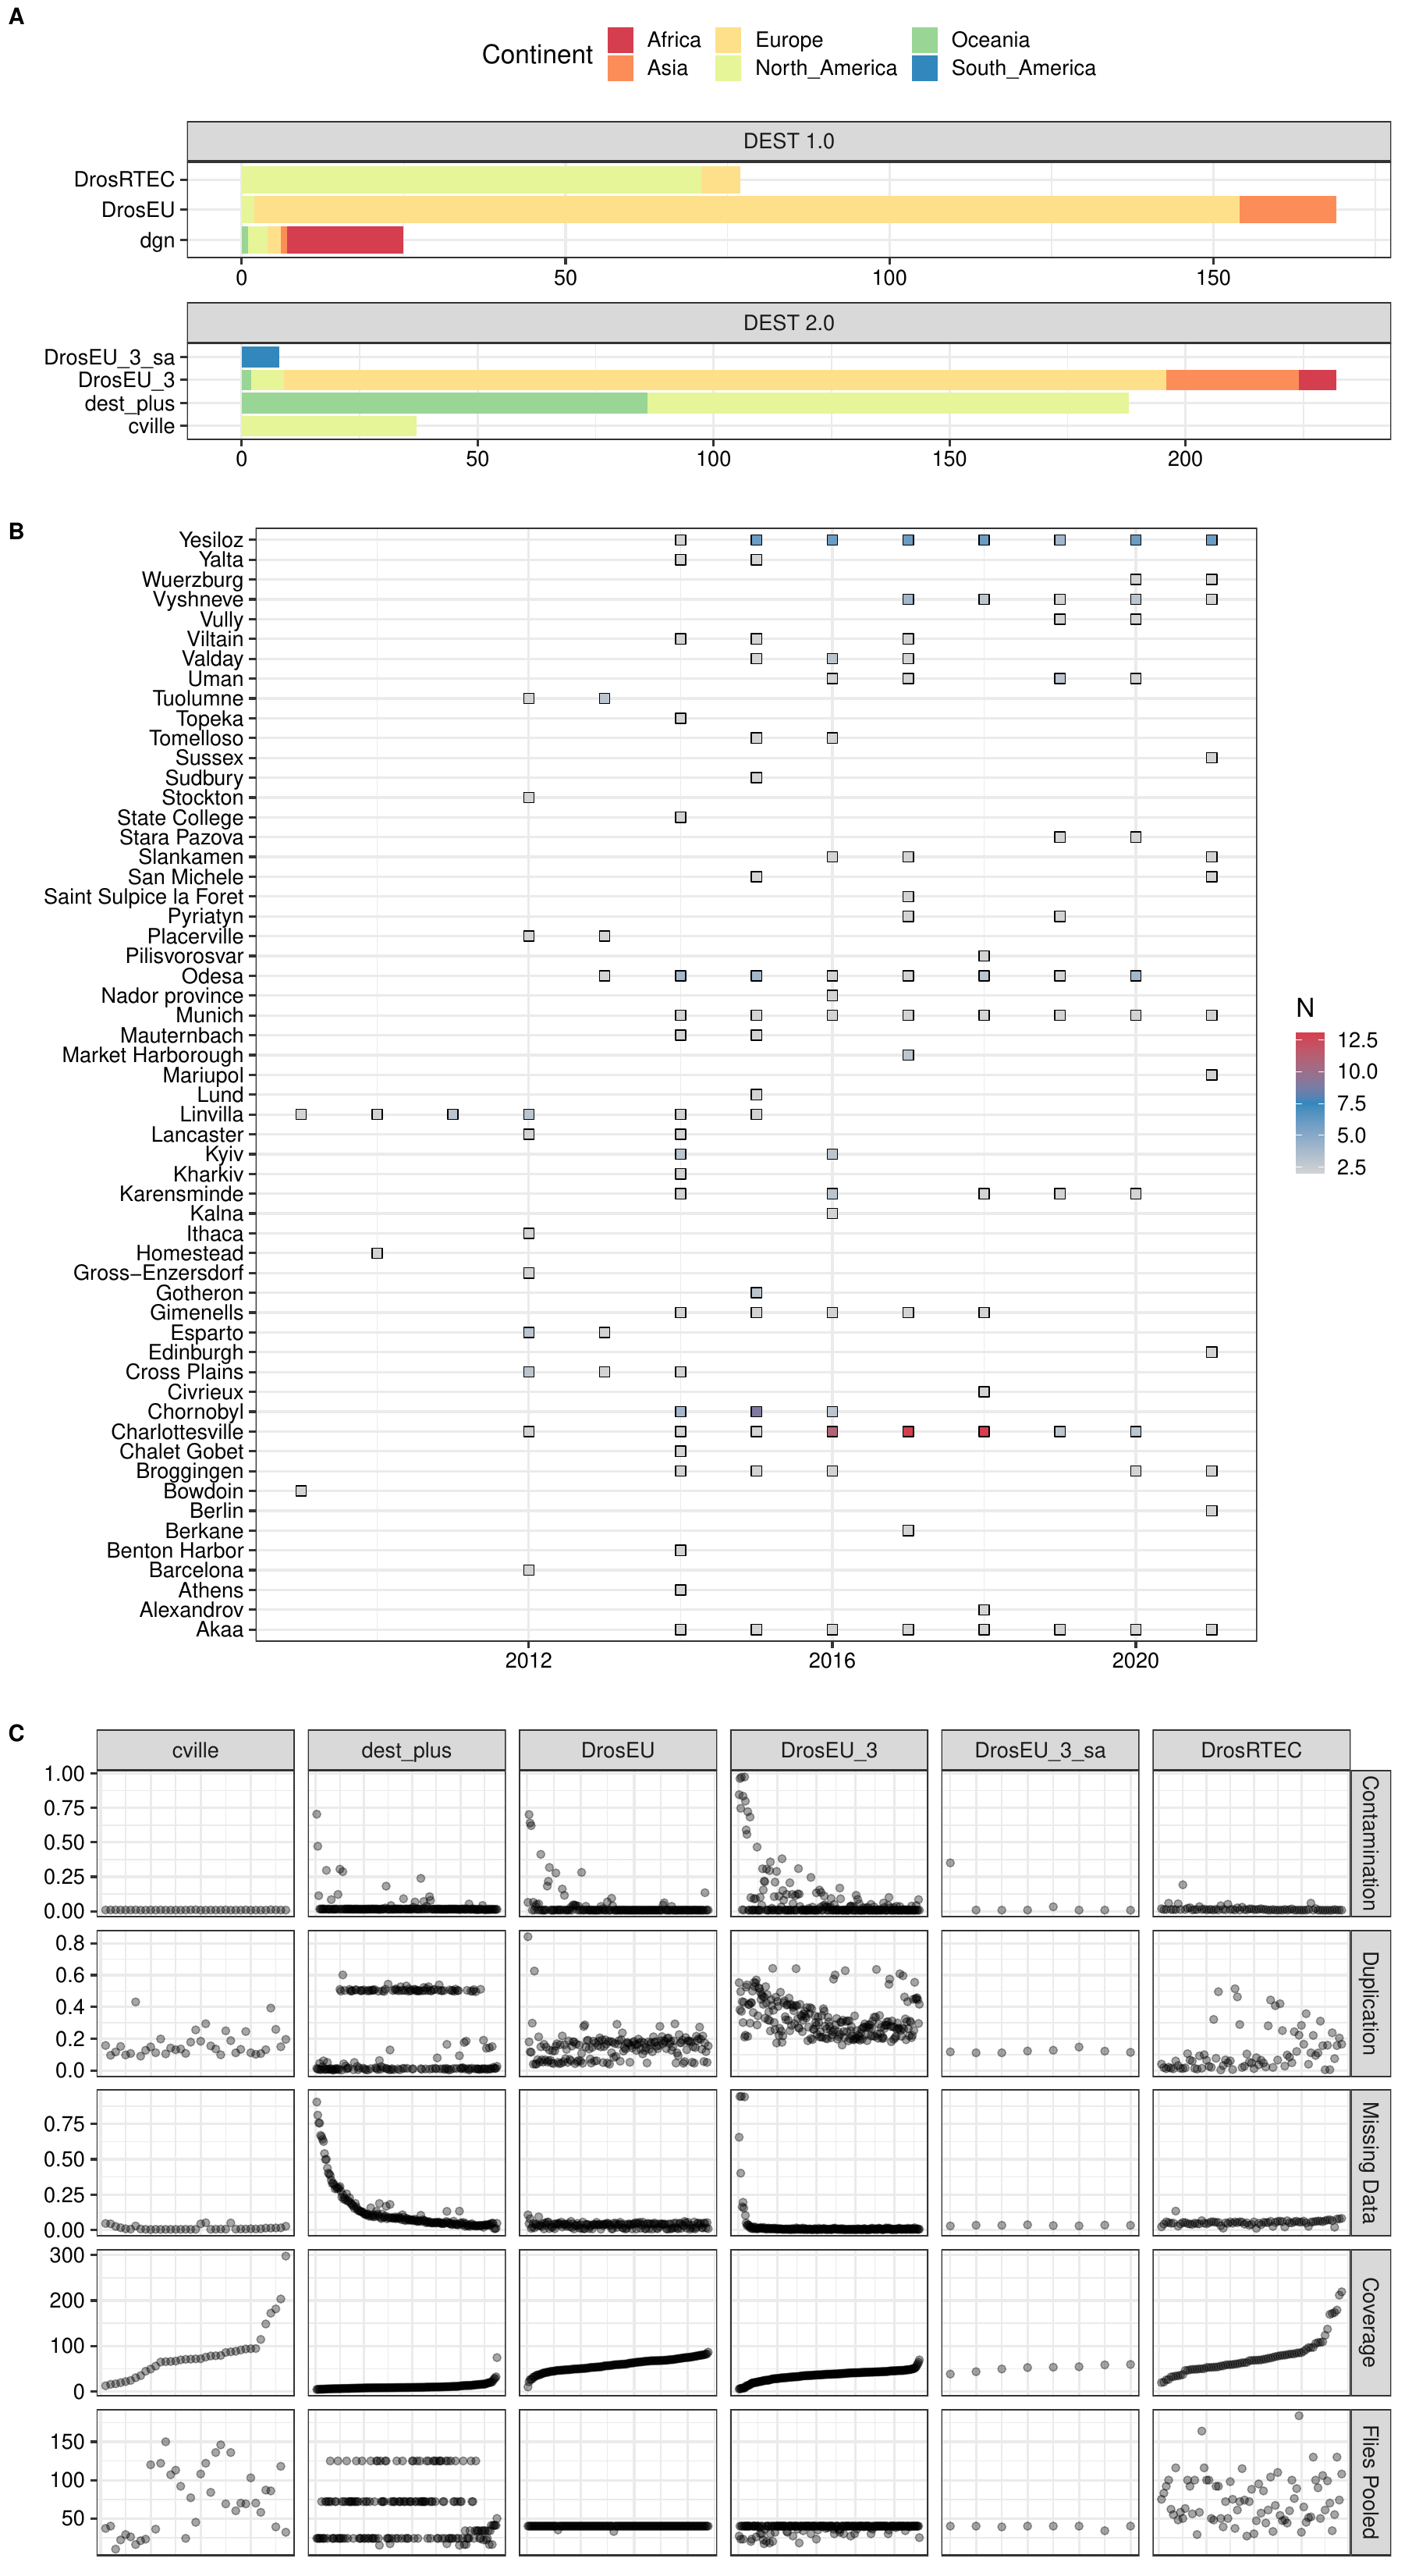 A
Continent
Africa
Europe
Oceania
Asia
North_America
South_America
DEST 1.0
DrosRTEC
DrosEU
dgn
0 50 100 150
DEST 2.0
DrosEU_3_sa
DrosEU_3
dest_plus
cville
0 50 100 150 200
B
Yesiloz
Yalta
Wuerzburg
Vyshneve
Vully
Viltain
Valday
Uman
Tuolumne
Topeka
Tomelloso
Sussex
Sudbury
Stockton
State College
Stara Pazova
Slankamen
San Michele
Saint Sulpice la Foret
Pyriatyn
Placerville
Pilisvorosvar
Odesa
Nador province
Munich
Mauternbach
Market Harborough
Mariupol
Lund
Linvilla
Lancaster
Kyiv
Kharkiv
Karensminde
Kalna
Ithaca
Homestead
Gross−Enzersdorf
Gotheron
Gimenells
Esparto
Edinburgh
Cross Plains
Civrieux
Chornobyl
Charlottesville
Chalet Gobet
Broggingen
Bowdoin
Berlin
Berkane
Benton Harbor
Barcelona
Athens
Alexandrov
Akaa
2012 2016 2020
N
12.5
10.0
7.5
5.0
2.5
C
cville dest_plus DrosEU DrosEU_3 DrosEU_3_sa DrosRTEC
1.00
0.75
0.50
0.25
0.00
Contamination
0.8
0.6
0.4
0.2
0.0
Duplication
0.75
0.50
0.25
0.00
Missing Data
300
200
100
0
Coverage
150
100
50
Flies Pooled